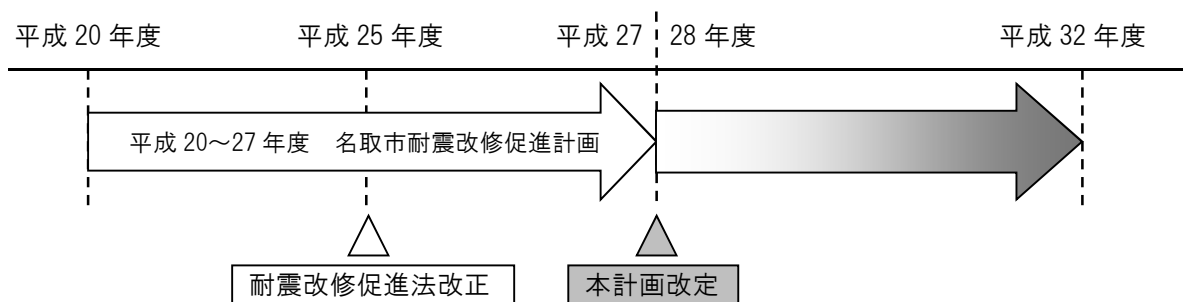 平成 20 年度 平成 25 年度 平成 27 28 年度 平成 32 年度
平成 20～27 年度 名取市耐震改修促進計画
耐震改修促進法改正 本計画改定